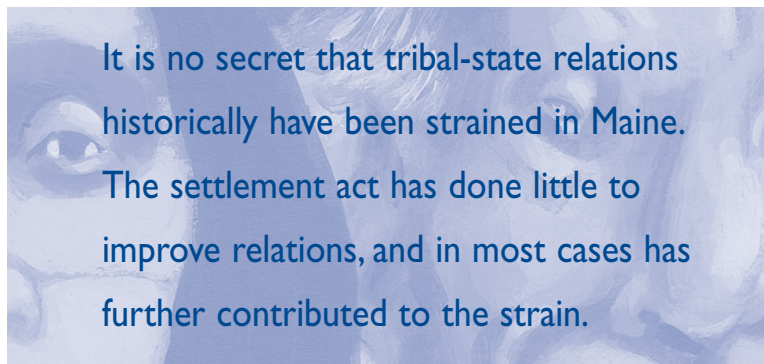 It is no secret that tribal-state relations
historically have been strained in Maine.
The settlement act has done little to
improve relations, and in most cases has
further contributed to the strain.